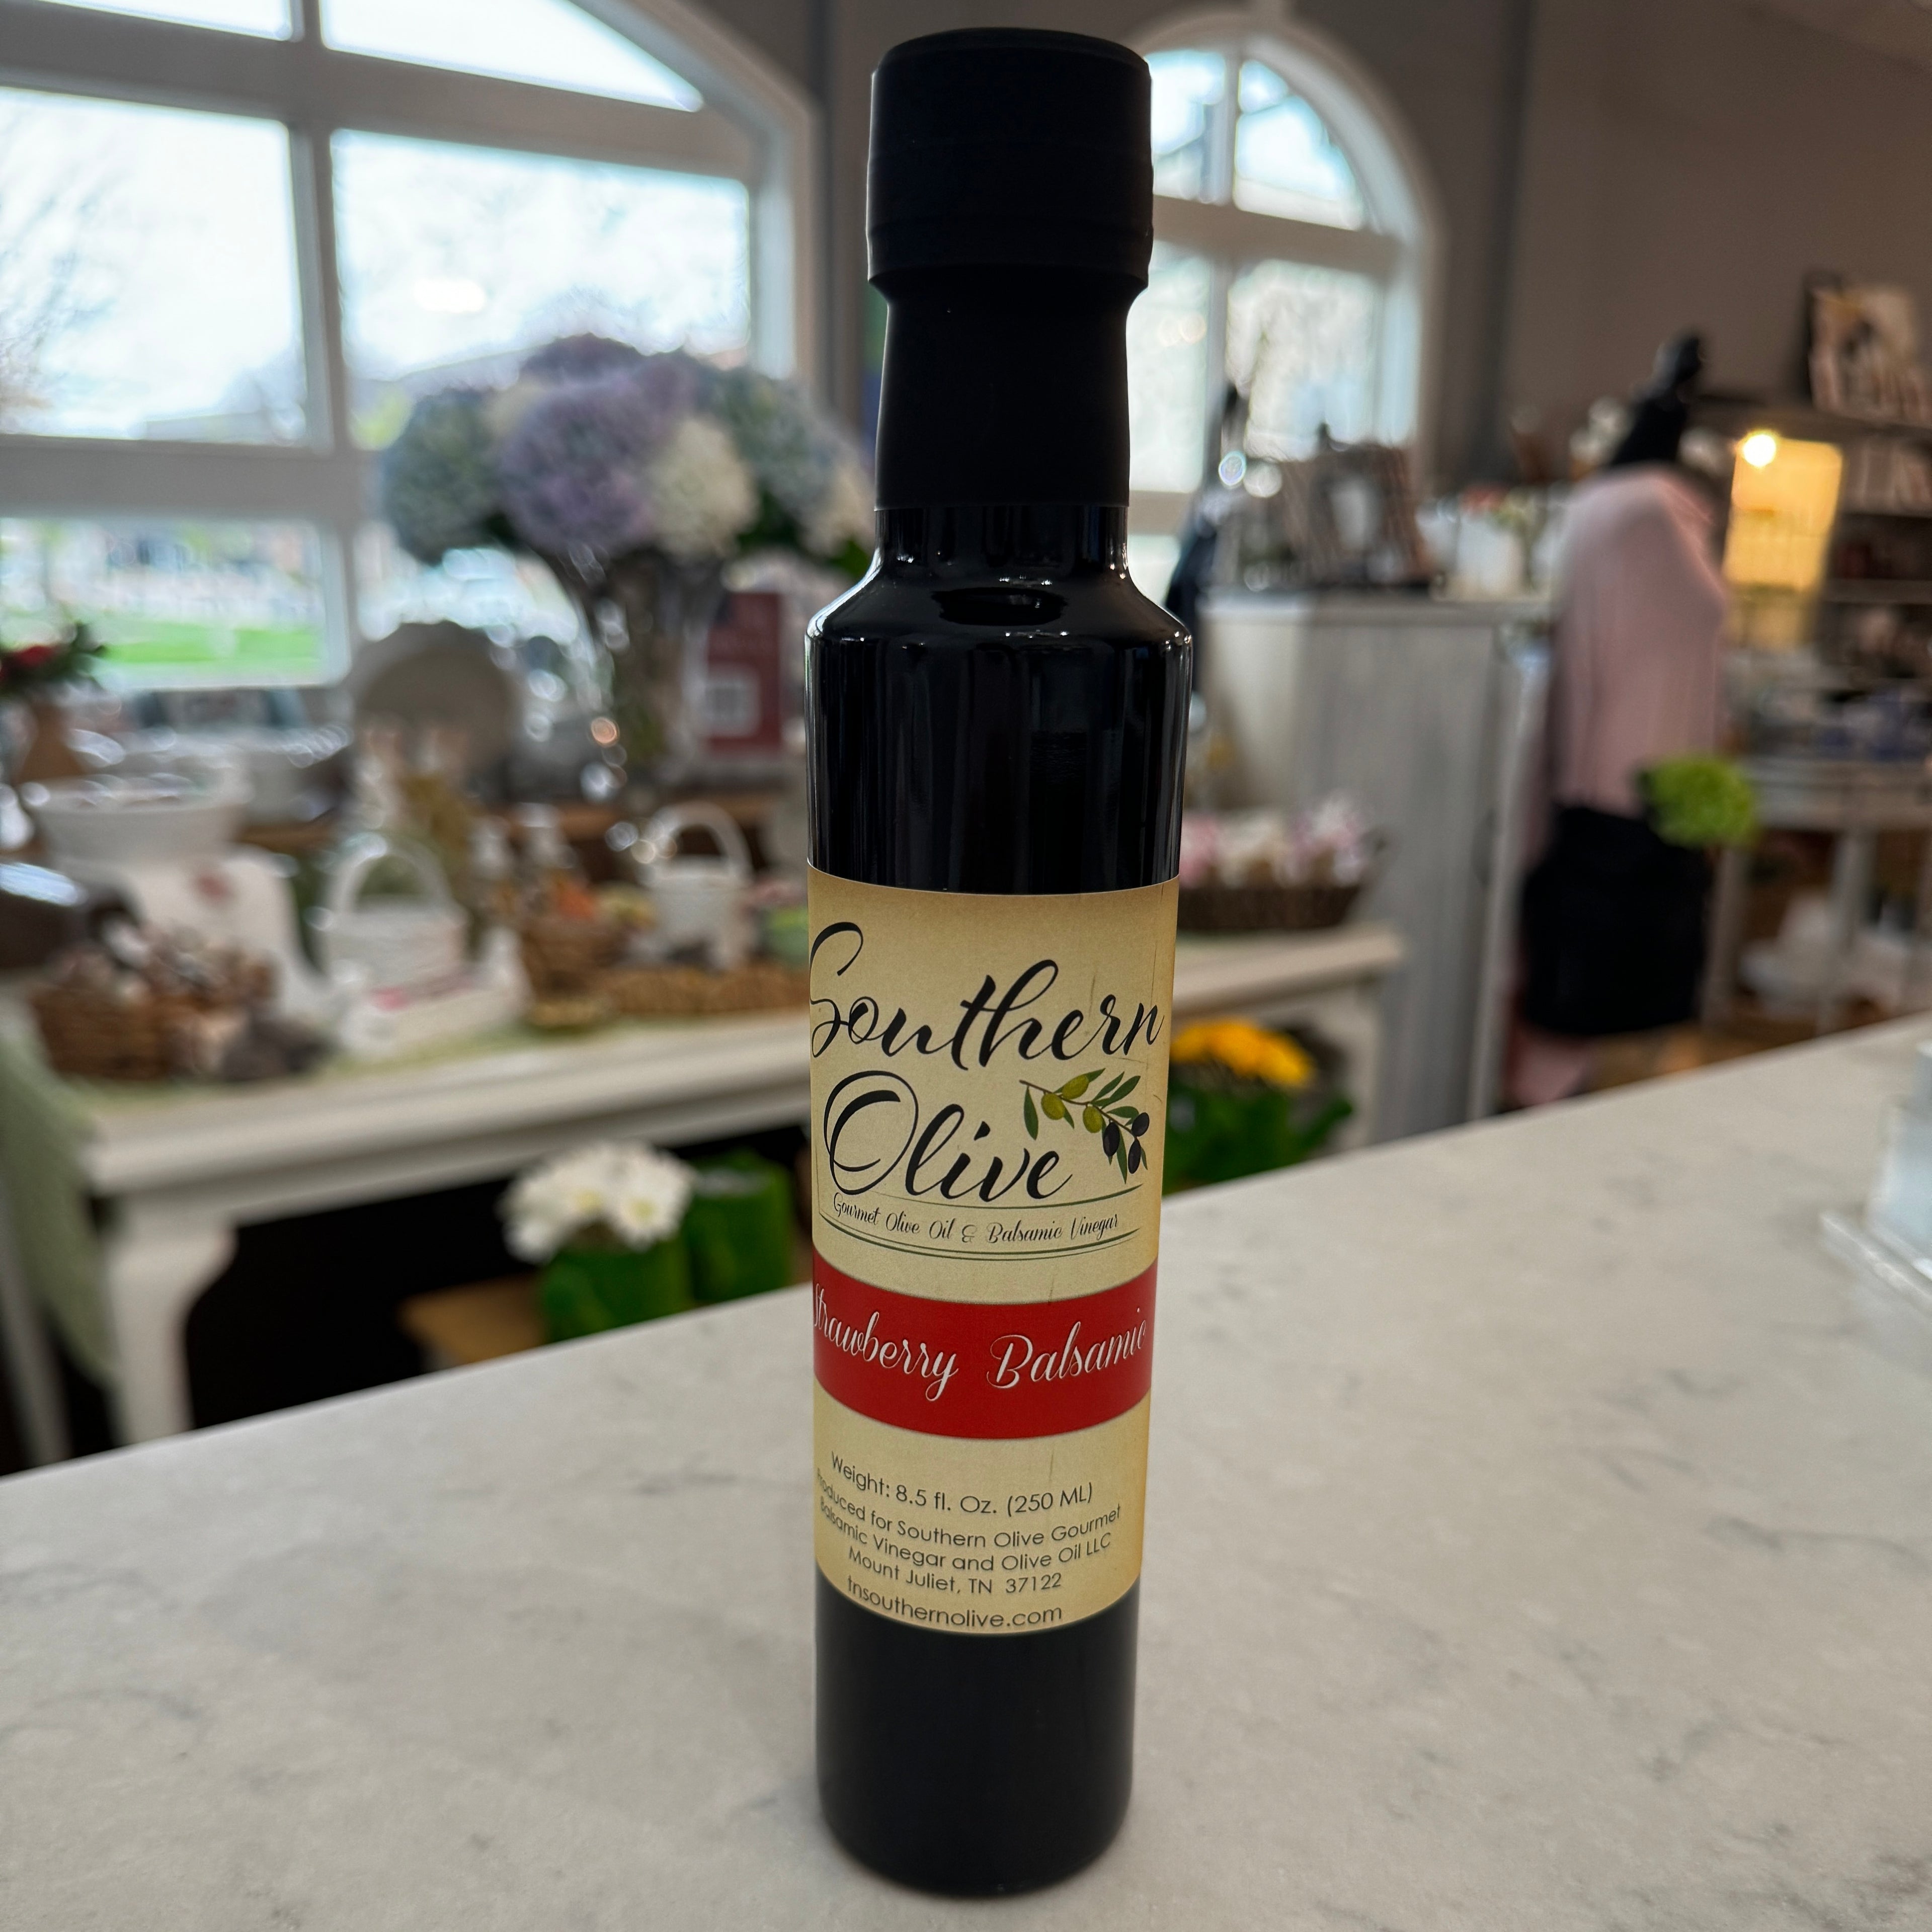 Southern
Olive
Gourmet Olive Oil & Balsamic Vinegar
Strawberry Balsamic
Weight: 8.5 fl. Oz. (250 ML)
Produced for Southern Olive Gourmet
Balsamic Vinegar and Olive Oil LLC
Mount Juliet, TN 37122
tnsouthernolive.com